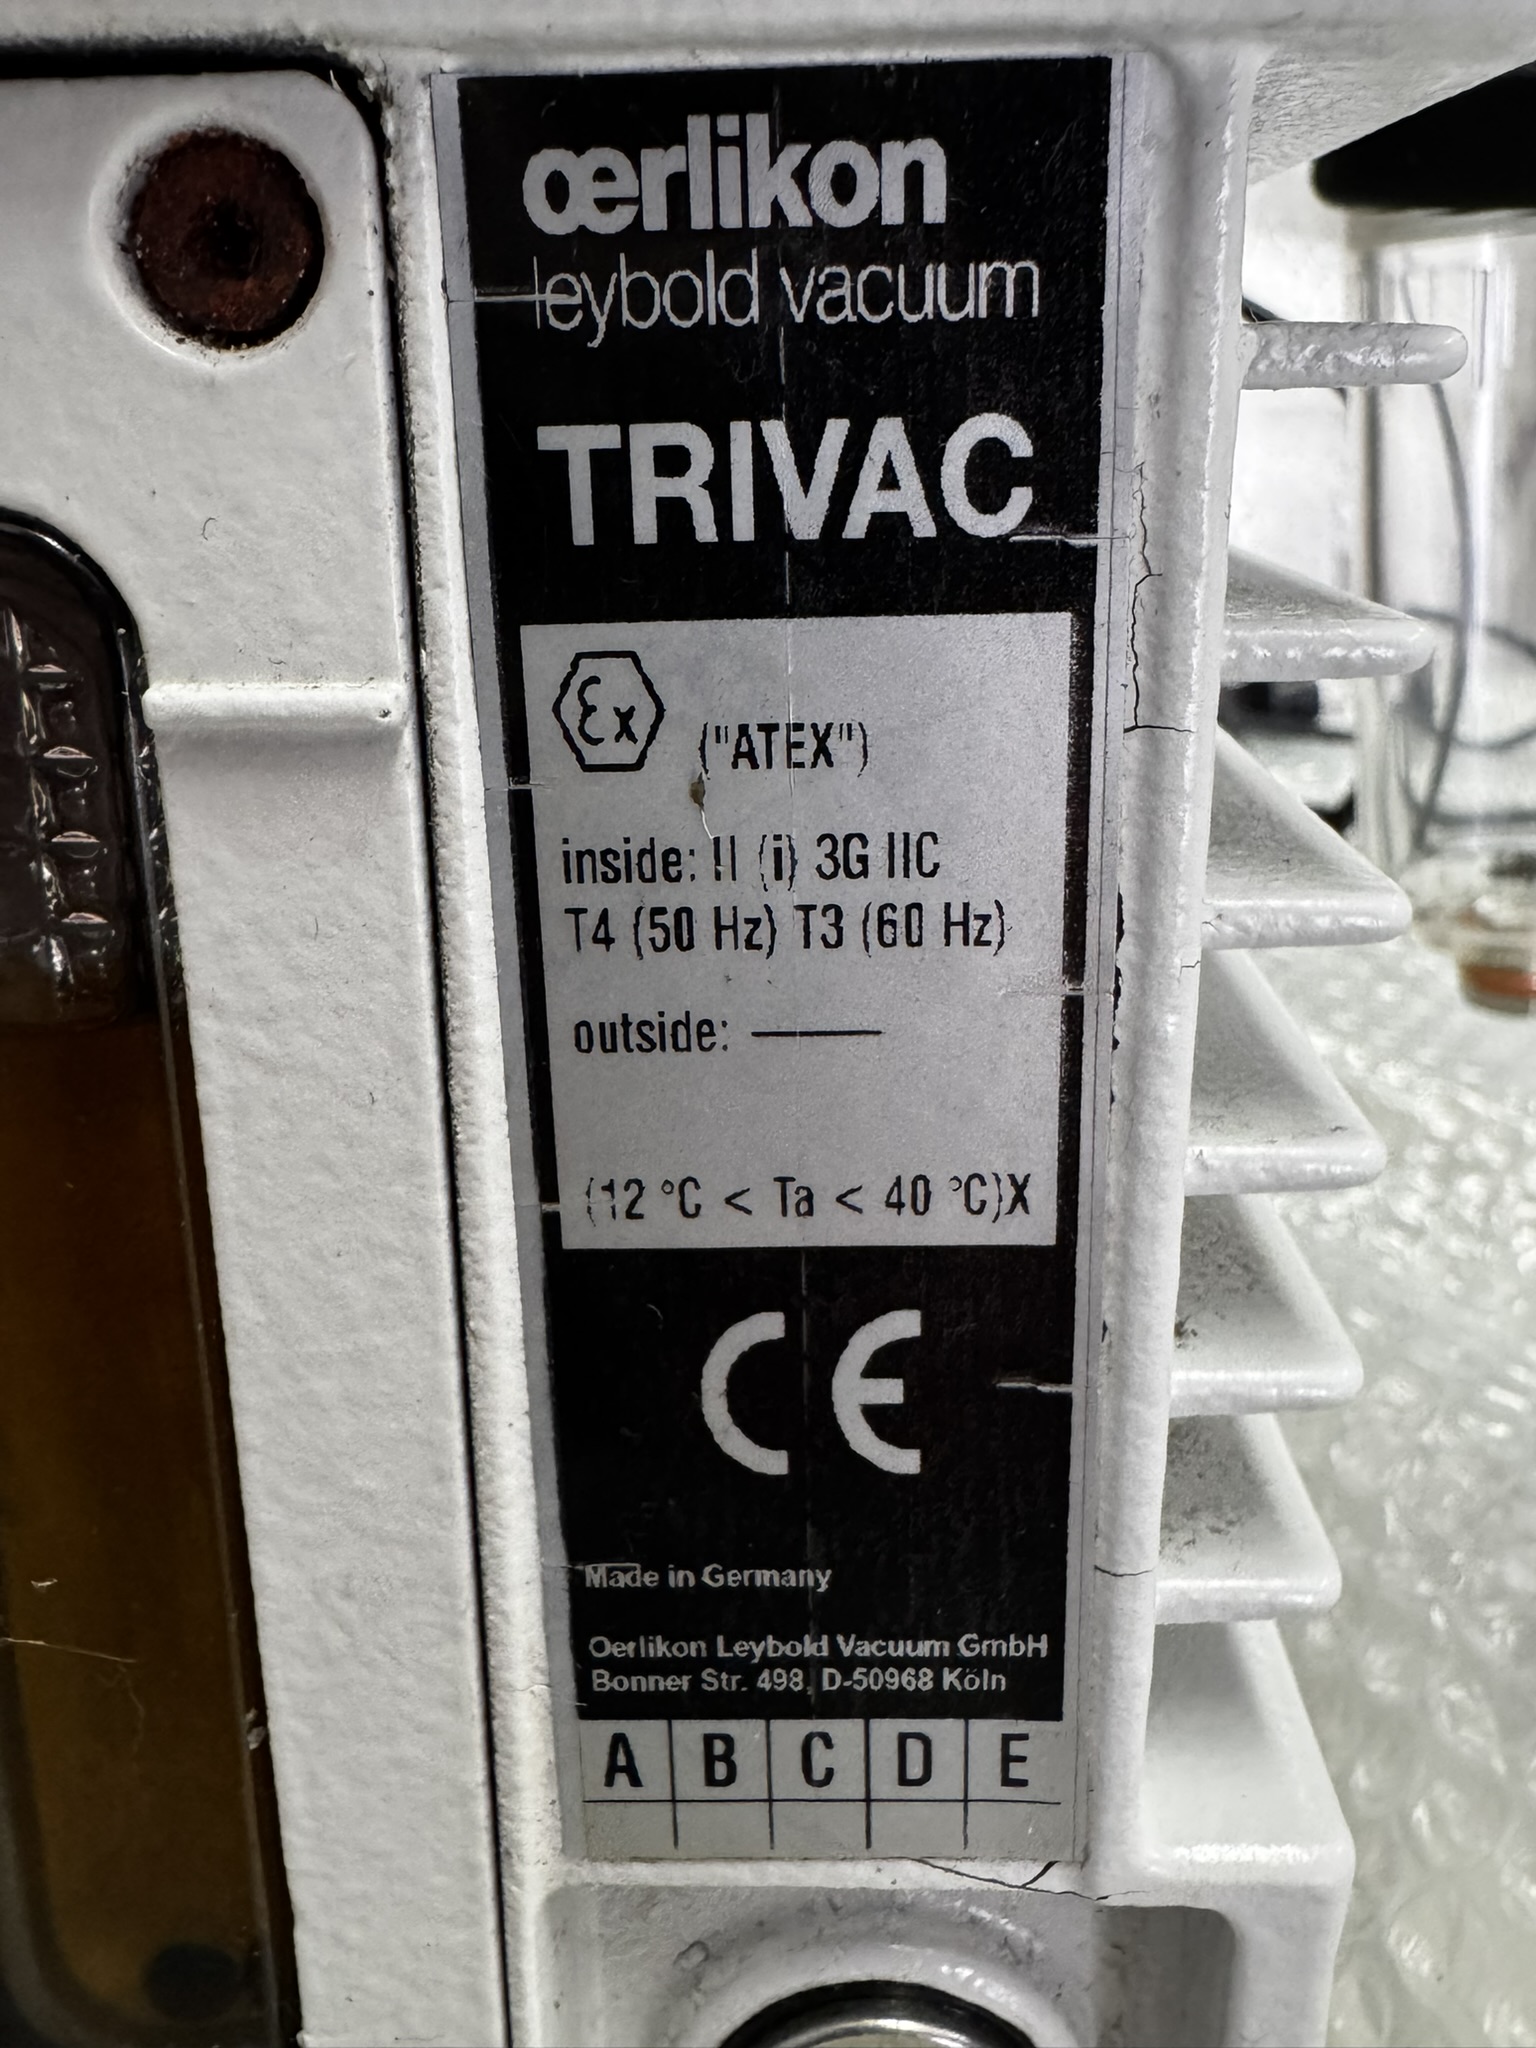 œrlikon
leybold vacuum
TRIVAC
Ex ("ATEX")
inside: II (i) 3G IIC
T4 (50 Hz) T3 (60 Hz)
outside: ——
(12 °C < Ta < 40 °C)X
CE
Made in Germany
Oerlikon Leybold Vacuum GmbH
Bonner Str. 498, D-50968 Köln
A B C D E